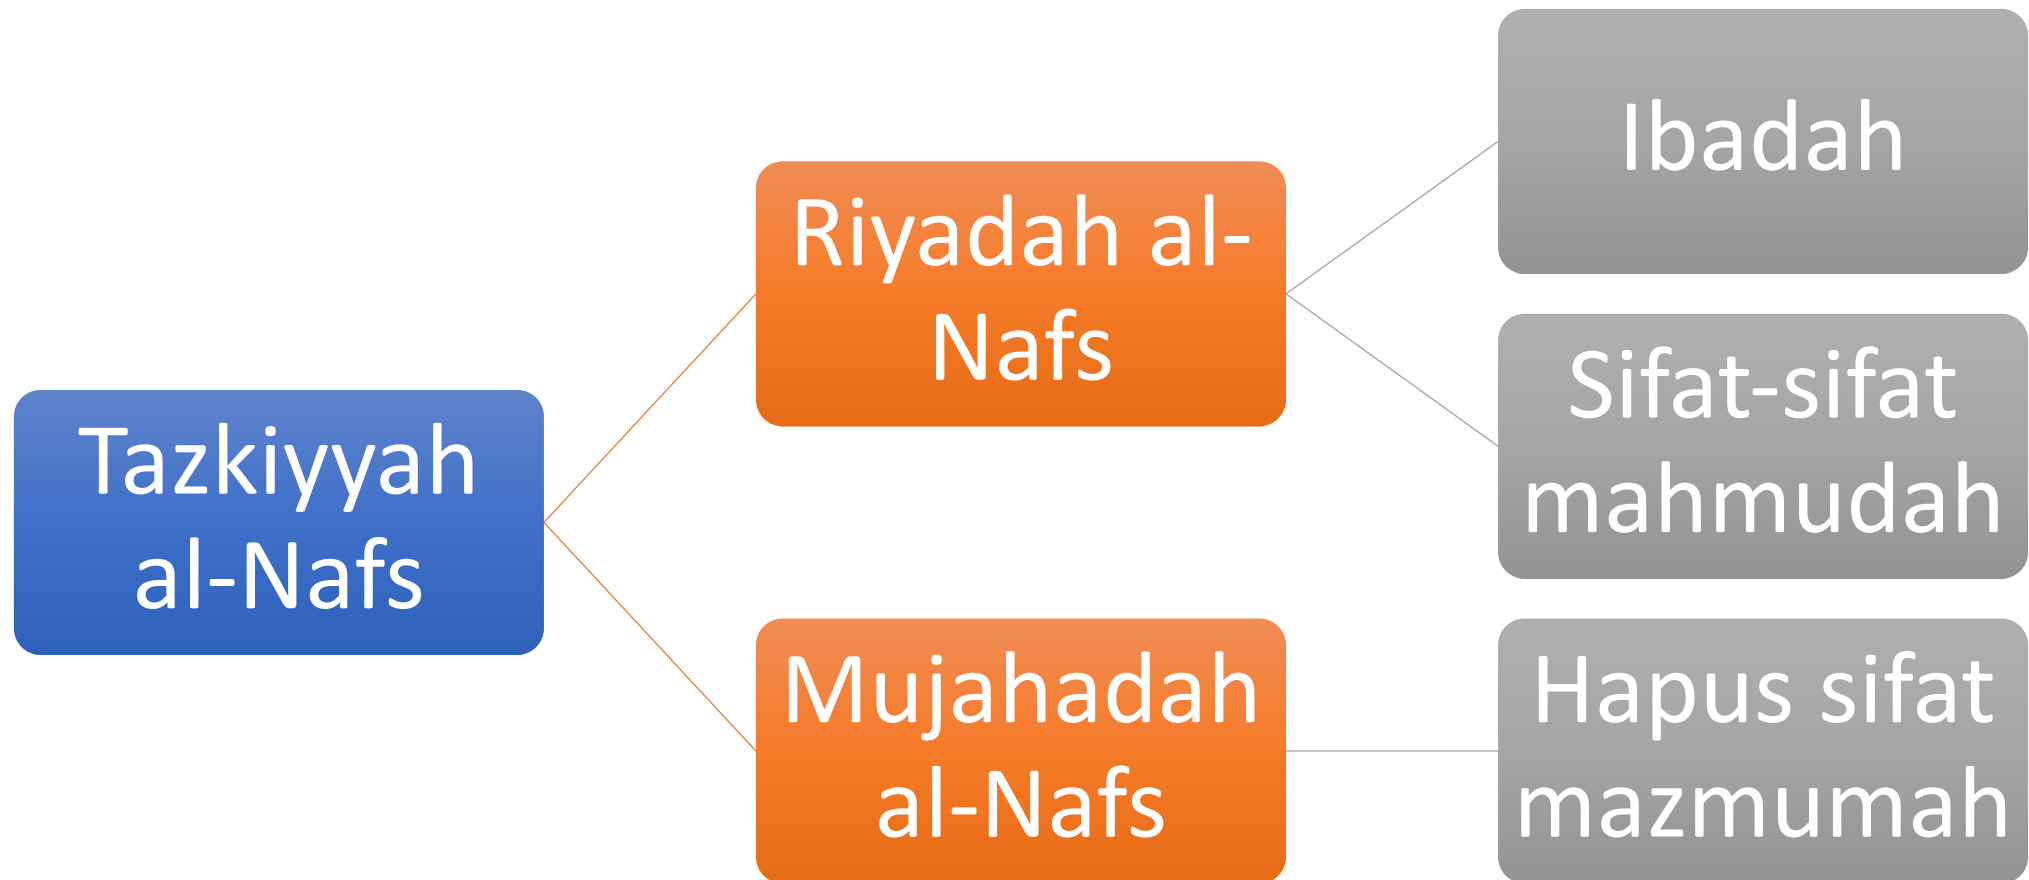 Tazkiyyah
al-Nafs
Riyadah al-
Nafs
Mujahadah
al-Nafs
Ibadah
Sifat-sifat
mahmudah
Hapus sifat
mazmumah